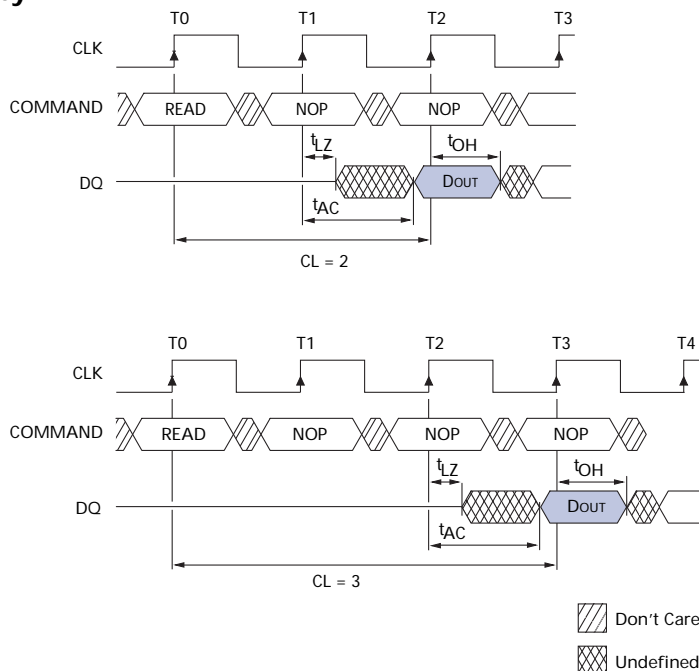 T0 T1 T2 T3
CLK
COMMAND READ NOP NOP
tLZ tOH
DQ DOUT
tAC
CL = 2
T0 T1 T2 T3 T4
CLK
COMMAND READ NOP NOP NOP
tLZ tOH
DQ DOUT
tAC
CL = 3
Don't Care
Undefined